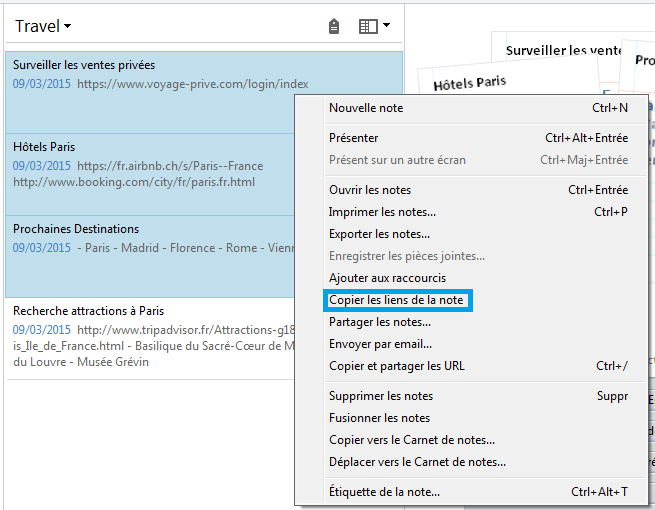 Travel
Surveiller les ventes privées
09/03/2015 https://www.voyage-prive.com/login/index
Hôtels Paris
09/03/2015 https://fr.airbnb.ch/s/Paris--France
http://www.booking.com/city/fr/paris.fr.html
Prochaines Destinations
09/03/2015 - Paris - Madrid - Florence - Rome - Vienn
Recherche attractions à Paris
09/03/2015 http://www.tripadvisor.fr/Attractions-g18
is_Ile_de_France.html - Basilique du Sacré-Cœur de M
du Louvre - Musée Grévin
Surveiller les vente
Hôtels Paris
Pro
Nouvelle note Ctrl+N
Présenter Ctrl+Alt+Entrée
Présent sur un autre écran Ctrl+Maj+Entrée
Ouvrir les notes Ctrl+Entrée
Imprimer les notes... Ctrl+P
Exporter les notes...
Enregistrer les pièces jointes...
Ajouter aux raccourcis
Copier les liens de la note
Partager les notes...
Envoyer par email...
Copier et partager les URL Ctrl+/
Supprimer les notes Suppr
Fusionner les notes
Copier vers le Carnet de notes...
Déplacer vers le Carnet de notes...
Étiquette de la note... Ctrl+Alt+T